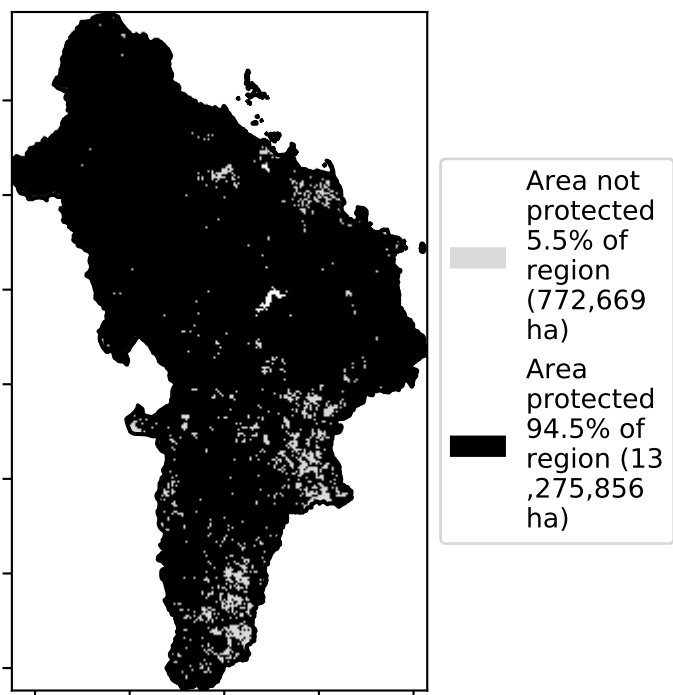 Area not
protected
5.5% of
region
(772,669
ha)
Area
protected
94.5% of
region (13
,275,856
ha)